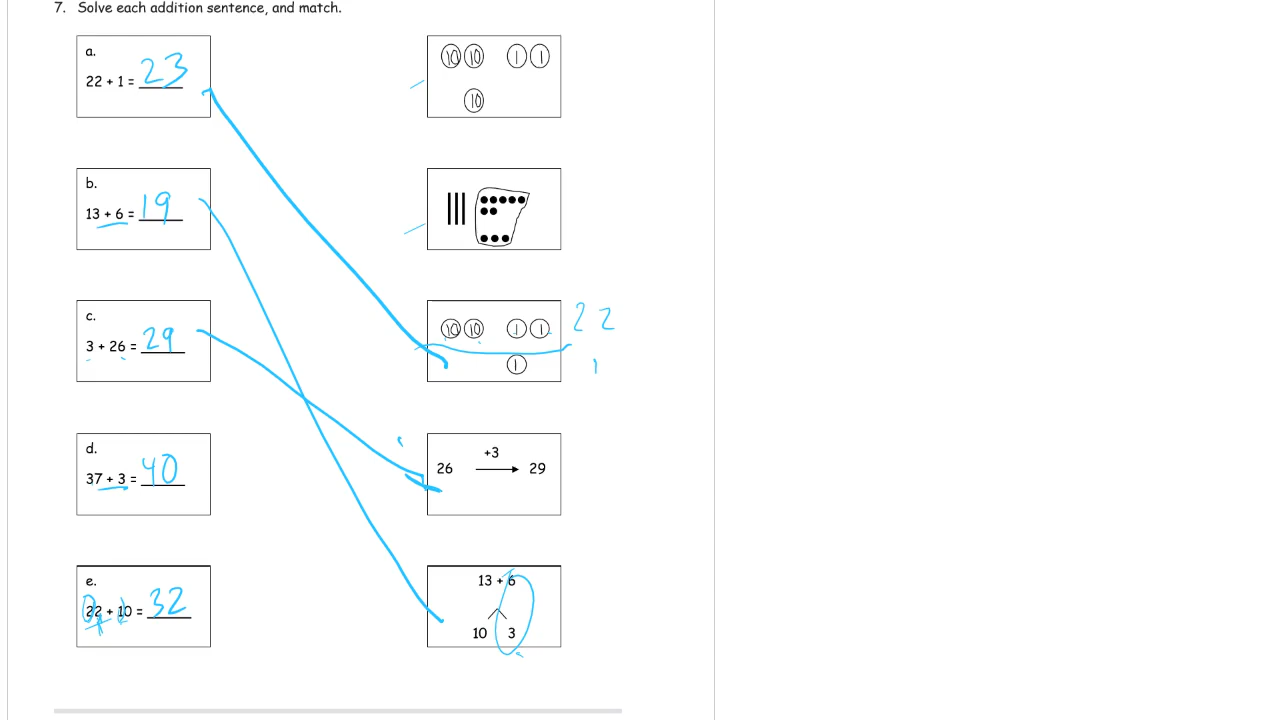 7. Solve each addition sentence, and match.
a.
22 + 1 = 23
10 10 1 1
10
b.
13 + 6 = 19
c.
3 + 26 = 29
10 10 1 1 22
1 1
d.
37 + 3 = 40
+3
26 29
e.
22 + 10 = 32
13 + 6
10 3